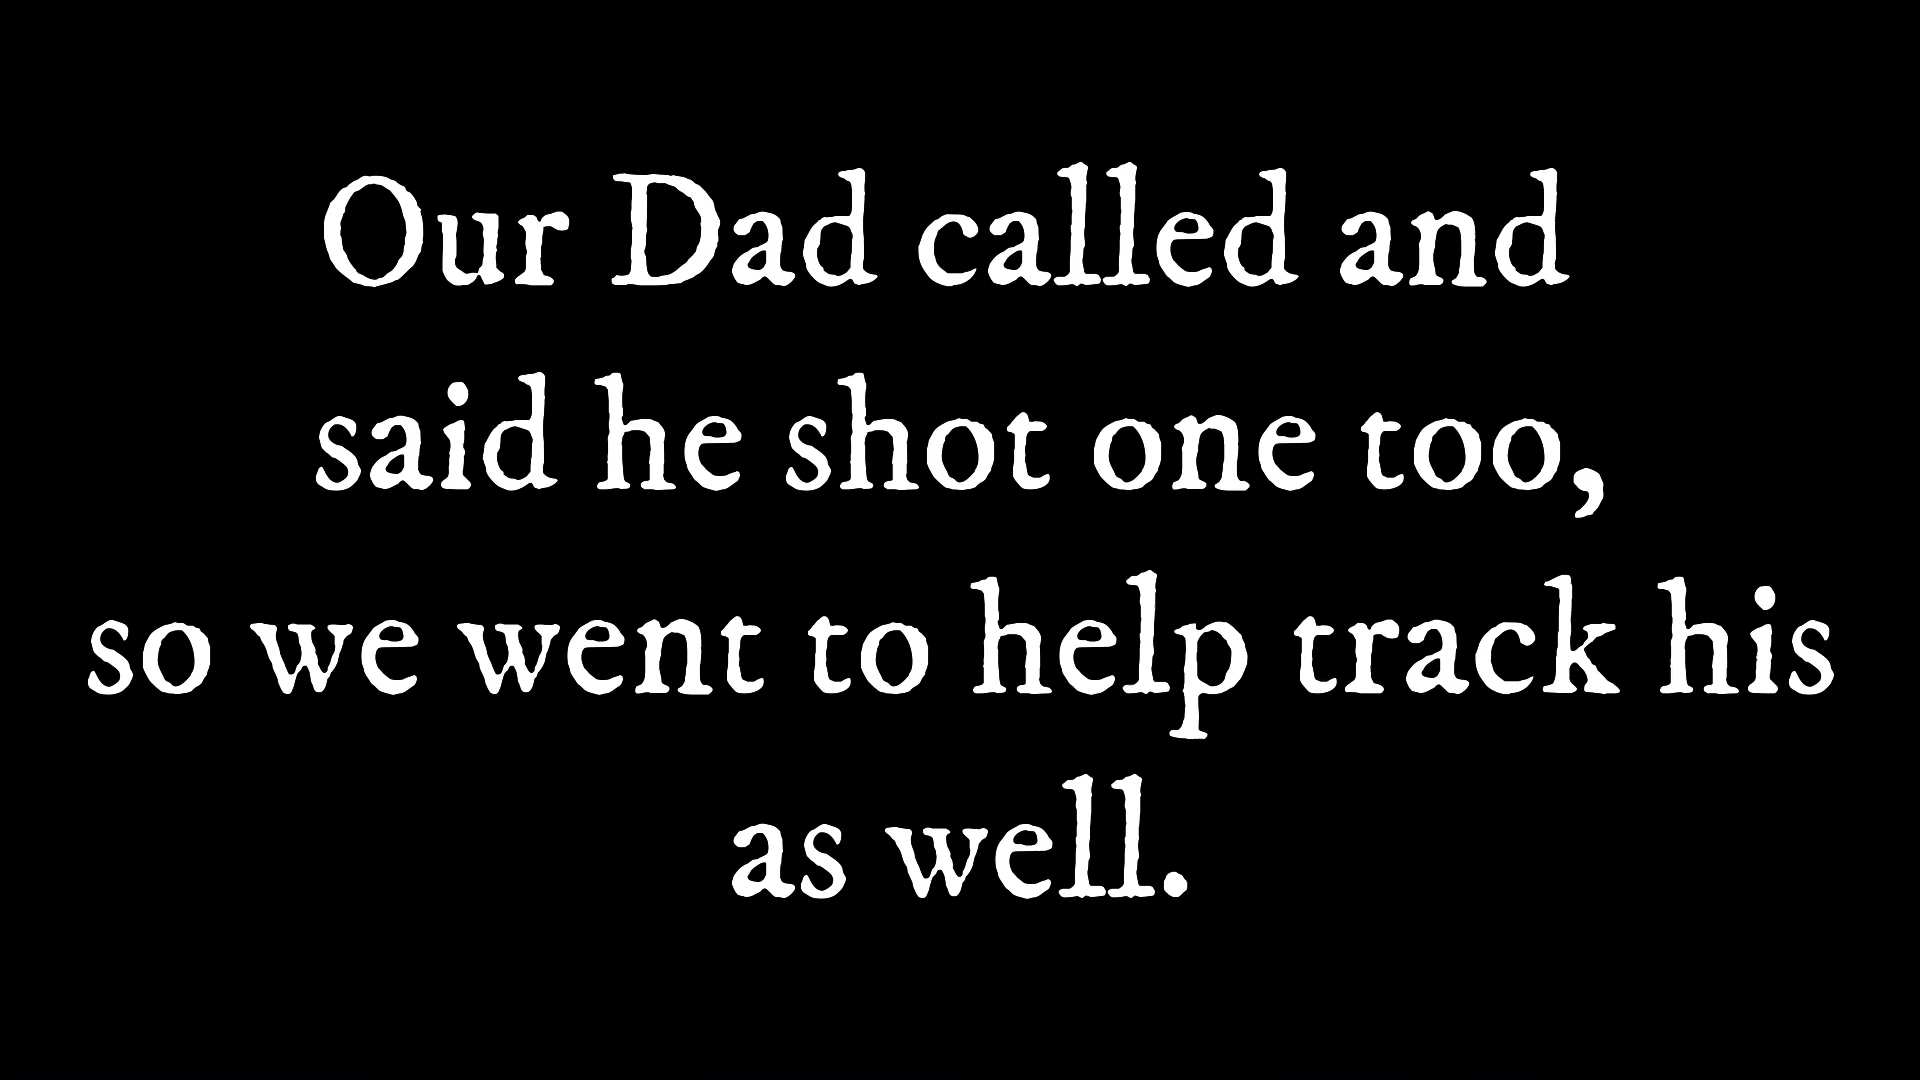 Our Dad called and
said he shot one too,
so we went to help track his
as well.